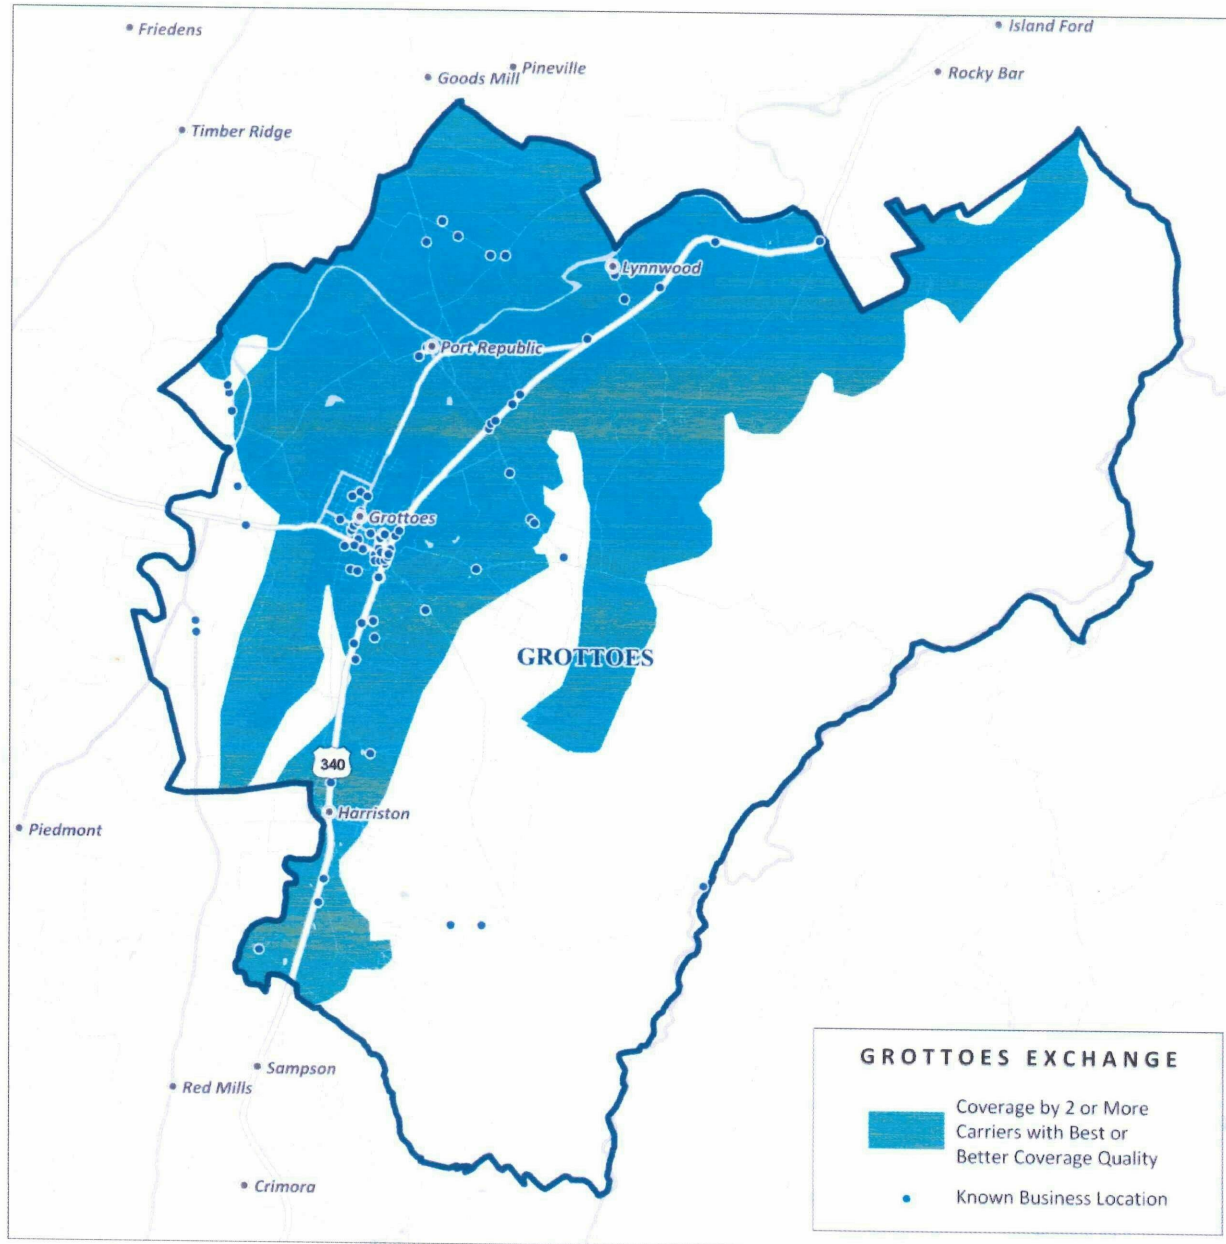 Friedens
Island Ford
Pineville
Goods Mill
Rocky Bar
Timber Ridge
Lynnwood
Port Republic
Grottoes
GROTTOES
340
Harriston
Piedmont
Sampson
Red Mills
Crimora
GROTTOES EXCHANGE
Coverage by 2 or More
Carriers with Best or
Better Coverage Quality
Known Business Location